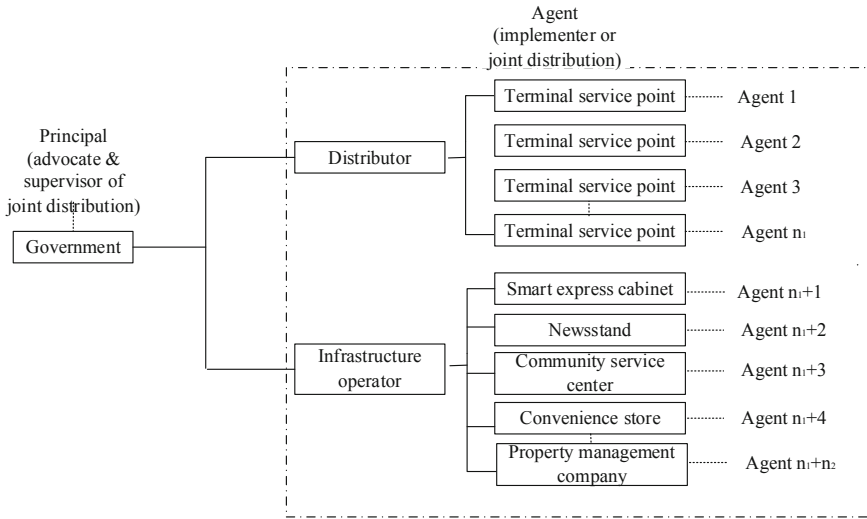 Agent
(implementer or
joint distribution)
Principal
(advocate &
supervisor of
joint distribution)
Government
Distributor
Terminal service point
Agent 1
Terminal service point
Agent 2
Terminal service point
Agent 3
Terminal service point
Agent n₁
Infrastructure
operator
Smart express cabinet
Agent n₁+1
Newsstand
Agent n₁+2
Community service
center
Agent n₁+3
Convenience store
Agent n₁+4
Property management
company
Agent n₁+n₂